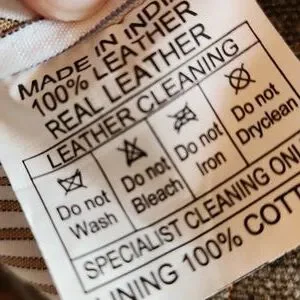 MADE IN INDI
100% LEATHER
REAL LEATHER
LEATHER CLEANING
Do not Wash
Do not Bleach
Do not Iron
Do not Dryclean
SPECIALIST CLEANING ONL
LINING 100% COTT